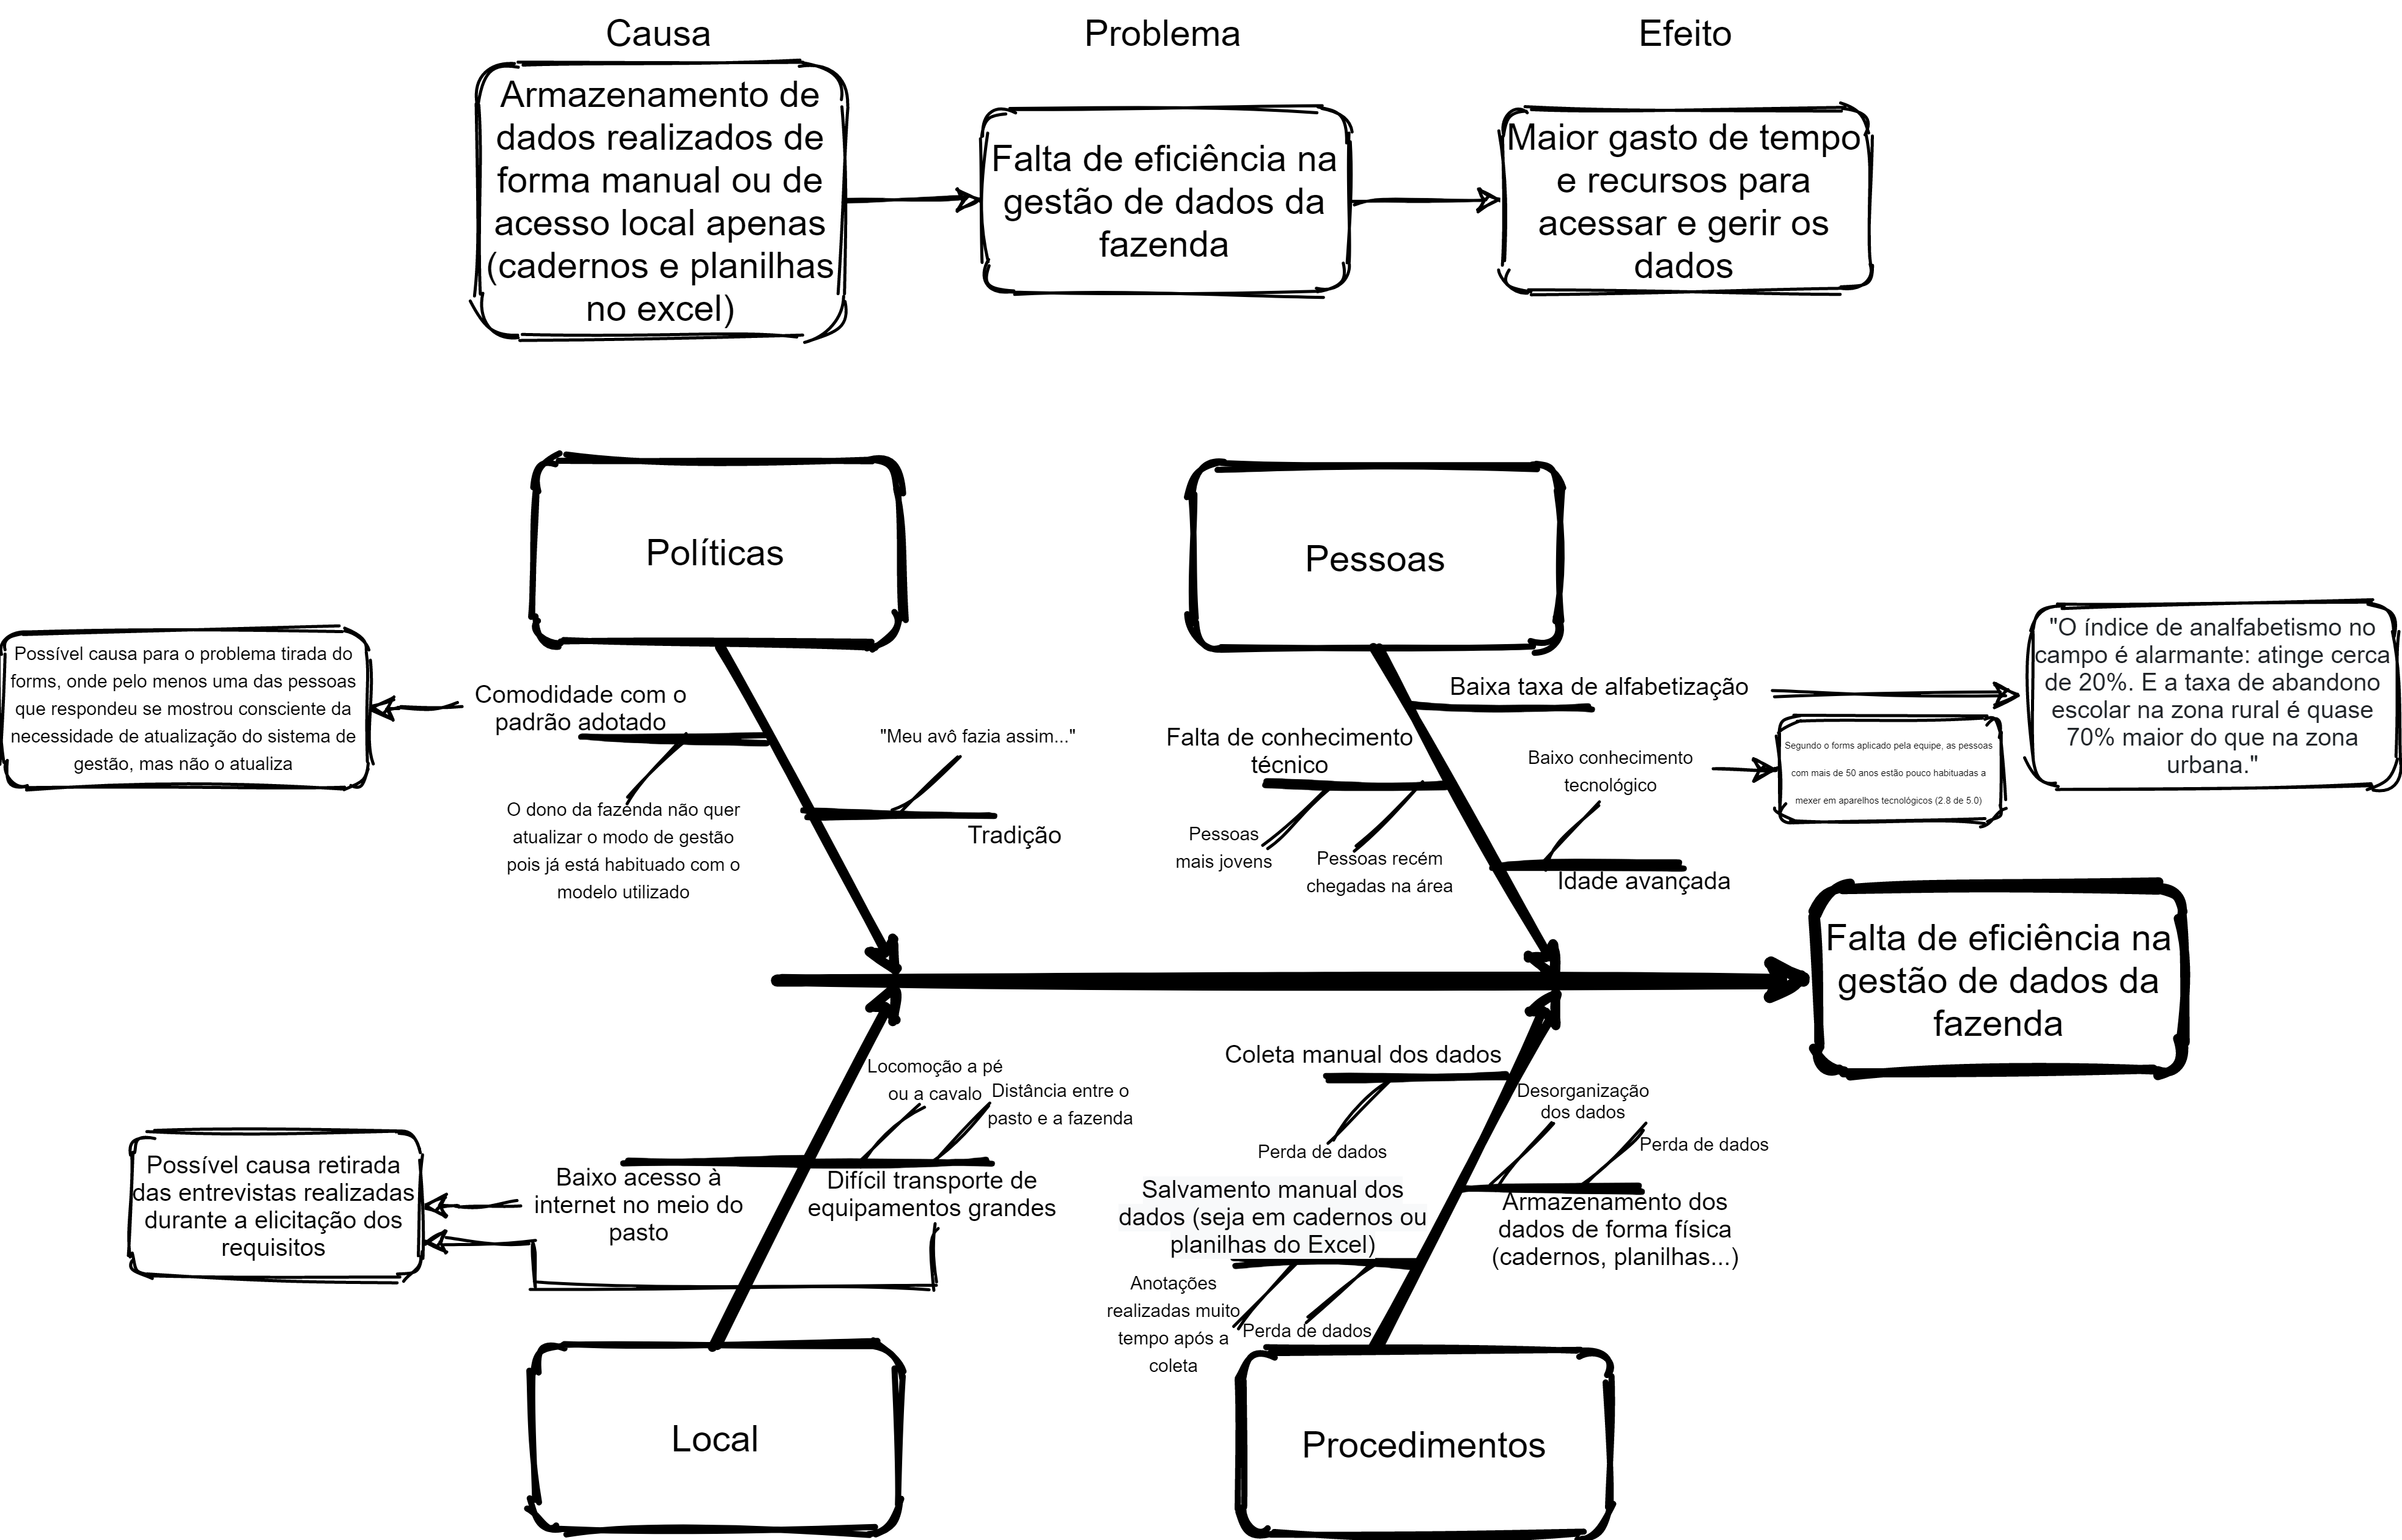 Causa
Problema
Efeito
Armazenamento de
dados realizados de
forma manual ou de
acesso local apenas
(cadernos e planilhas
no excel)
Falta de eficiência na
gestão de dados da
fazenda
Maior gasto de tempo
e recursos para
acessar e gerir os
dados
Políticas
Pessoas
Possível causa para o problema tirada do
forms, onde pelo menos uma das pessoas
que respondeu se mostrou consciente da
necessidade de atualização do sistema de
gestão, mas não o atualiza
Comodidade com o
padrão adotado
"Meu avô fazia assim..."
O dono da fazenda não quer
atualizar o modo de gestão
pois já está habituado com o
modelo utilizado
Tradição
Baixa taxa de alfabetização
"O índice de analfabetismo no
campo é alarmante: atinge cerca
de 20%. E a taxa de abandono
escolar na zona rural é quase
70% maior do que na zona
urbana."
Falta de conhecimento
técnico
Pessoas
mais jovens
Pessoas recém
chegadas na área
Baixo conhecimento
tecnológico
Segundo o forms aplicado pela equipe, as pessoas
com mais de 50 anos estão pouco habituadas a
mexer em aparelhos tecnológicos (2.8 de 5.0)
Idade avançada
Falta de eficiência na
gestão de dados da
fazenda
Locomoção a pé
ou a cavalo
Distância entre o
pasto e a fazenda
Possível causa retirada
das entrevistas realizadas
durante a elicitação dos
requisitos
Baixo acesso à
internet no meio do
pasto
Difícil transporte de
equipamentos grandes
Coleta manual dos dados
Perda de dados
Desorganização
dos dados
Perda de dados
Salvamento manual dos
dados (seja em cadernos ou
planilhas do Excel)
Armazenamento dos
dados de forma física
(cadernos, planilhas...)
Anotações
realizadas muito
tempo após a
coleta
Perda de dados
Local
Procedimentos